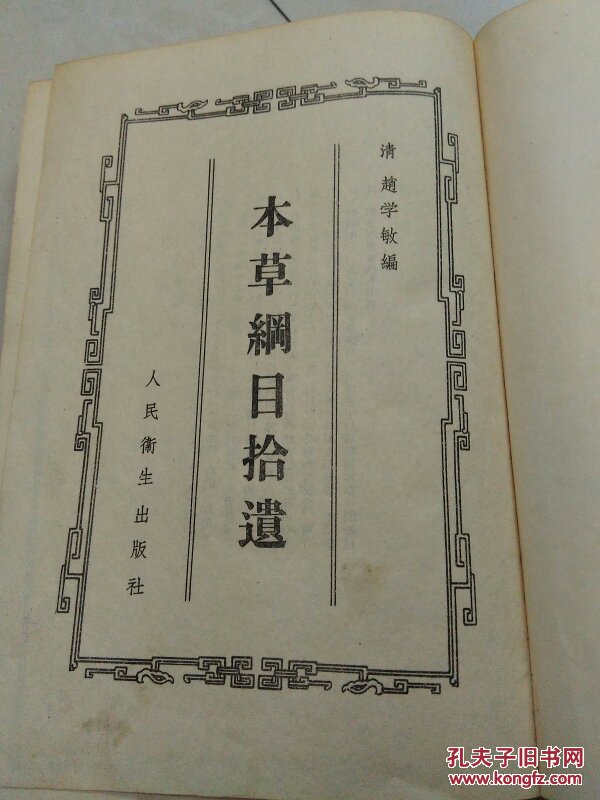 清 趙学敏編
本草綱目拾遺
人民衛生出版社
孔夫子旧书网
www.kongfz.com